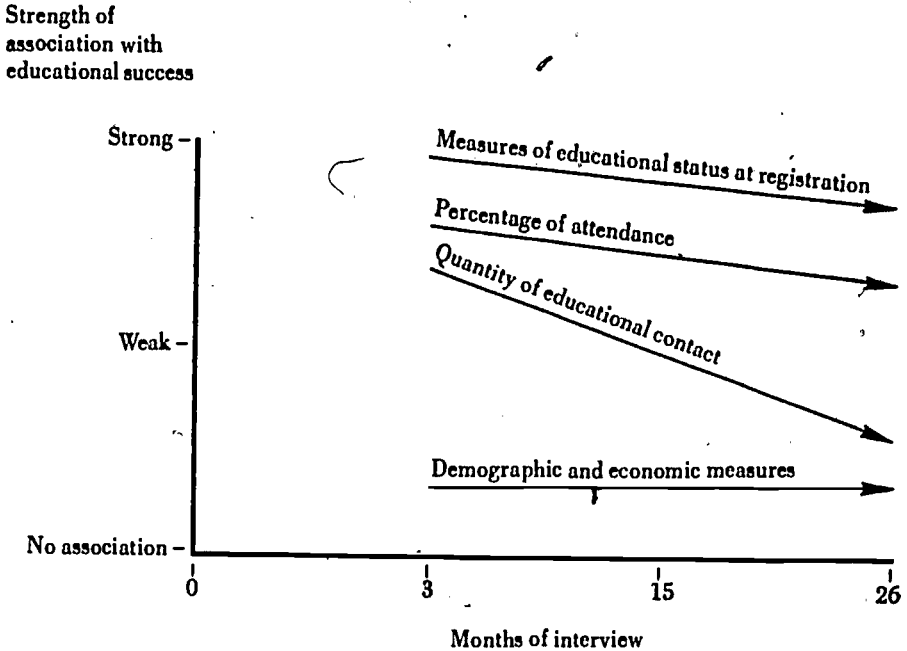 Strength of
association with
educational success
Strong
Measures of educational status at registration
Percentage of attendance
Quantity of educational contact
Weak
Demographic and economic measures
No association
0
3
15
26
Months of interview